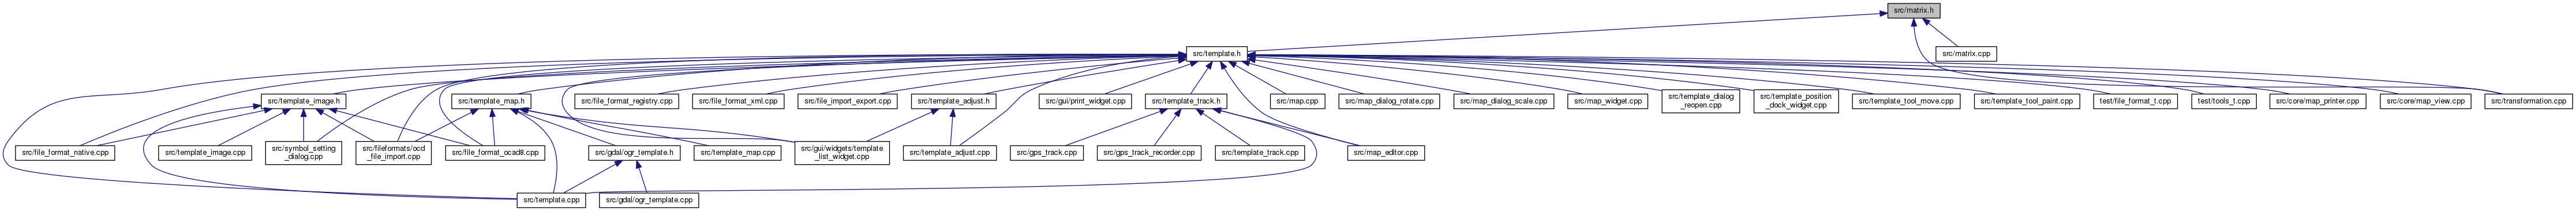 src/matrix.h
src/template.h
src/matrix.cpp
src/template_image.h
src/template_map.h
src/file_format_registry.cpp
src/file_format_xml.cpp
src/file_import_export.cpp
src/template_adjust.h
src/gui/print_widget.cpp
src/template_track.h
src/map.cpp
src/map_dialog_rotate.cpp
src/map_dialog_scale.cpp
src/map_widget.cpp
src/template_dialog
_reopen.cpp
src/template_position
_dock_widget.cpp
src/template_tool_move.cpp
src/template_tool_paint.cpp
test/file_format_t.cpp
test/tools_t.cpp
src/core/map_printer.cpp
src/core/map_view.cpp
src/transformation.cpp
src/file_format_native.cpp
src/template_image.cpp
src/symbol_setting
_dialog.cpp
src/fileformats/ocd
_file_import.cpp
src/file_format_ocad8.cpp
src/gdal/ogr_template.h
src/template_map.cpp
src/gui/widgets/template
_list_widget.cpp
src/template_adjust.cpp
src/gps_track.cpp
src/gps_track_recorder.cpp
src/template_track.cpp
src/map_editor.cpp
src/template.cpp
src/gdal/ogr_template.cpp